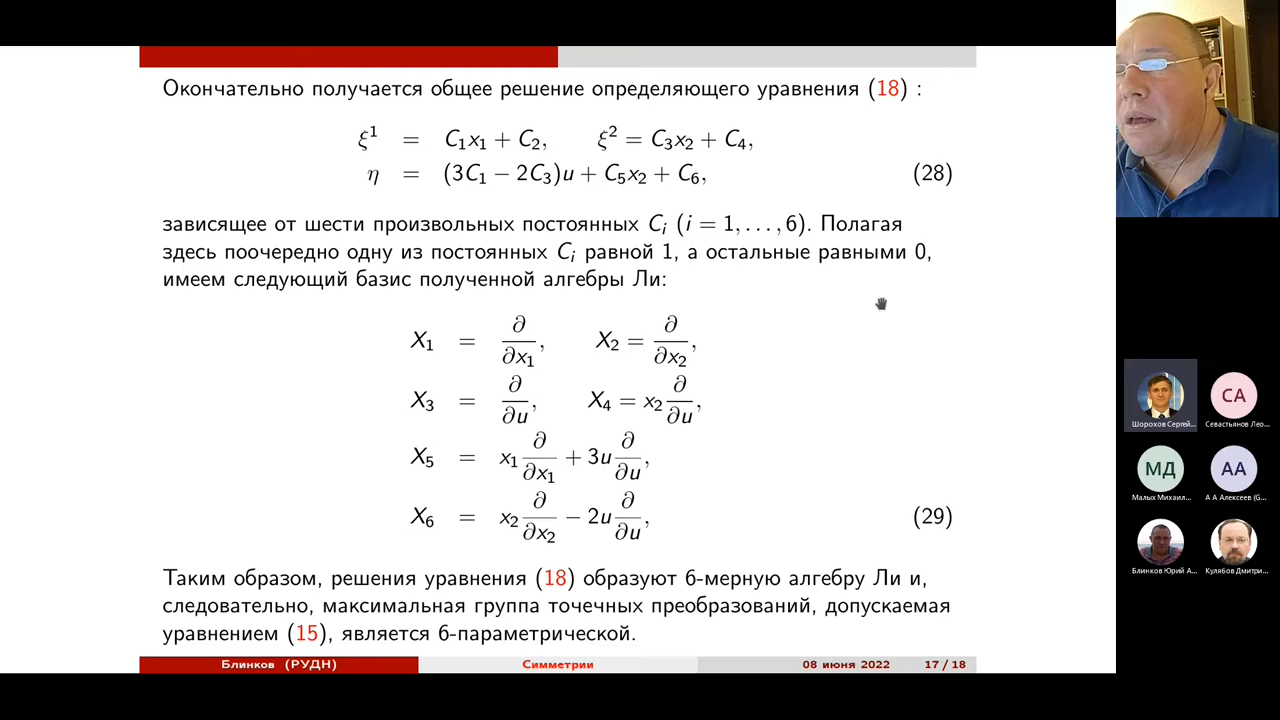 Окончательно получается общее решение определяющего уравнения (18) :
ξ¹ = C₁x₁ + C₂, ξ² = C₃x₂ + C₄,
η = (3C₁ − 2C₃)u + C₅x₂ + C₆, (28)
зависящее от шести произвольных постоянных Cᵢ (i = 1, . . . , 6). Полагая
здесь поочередно одну из постоянных Cᵢ равной 1, а остальные равными 0,
имеем следующий базис полученной алгебры Ли:
X₁ = ∂/∂x₁, X₂ = ∂/∂x₂,
X₃ = ∂/∂u, X₄ = x₂ ∂/∂u,
X₅ = x₁ ∂/∂x₁ + 3u ∂/∂u,
X₆ = x₂ ∂/∂x₂ − 2u ∂/∂u, (29)
Таким образом, решения уравнения (18) образуют 6-мерную алгебру Ли и,
следовательно, максимальная группа точечных преобразований, допускаемая
уравнением (15), является 6-параметрической.
Блинков (РУДН) Симметрии 08 июня 2022 17 / 18
СА
Шорохов Сергей... Севастьянов Лео...
МД АА
Малых Михаил... А А Алексеев (G...
Блинков Юрий А... Кулябов Дмитри...